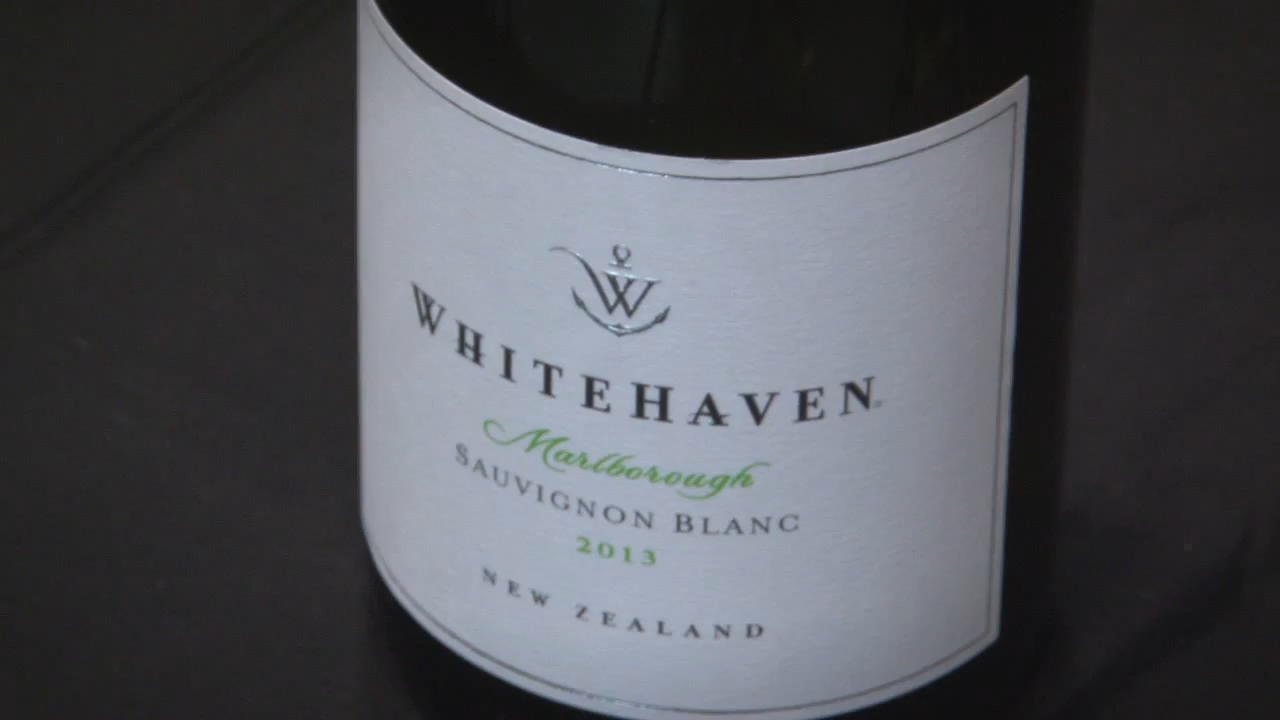 W
WHITEHAVEN
Marlborough
SAUVIGNON BLANC
2013
NEW ZEALAND